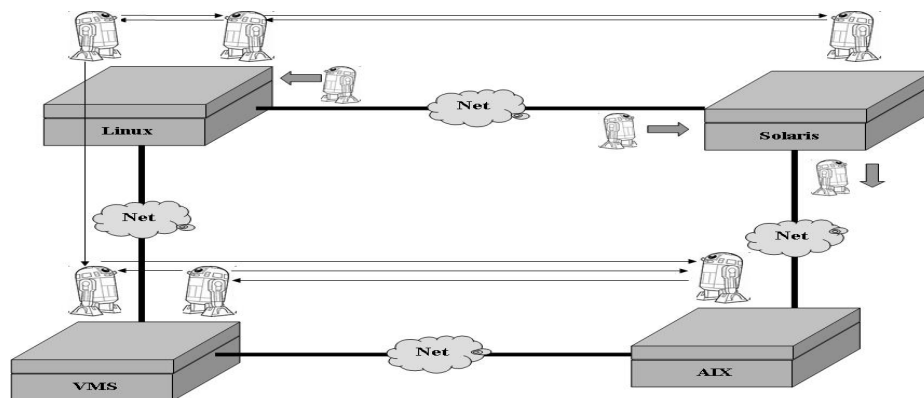 Net
Linux
Solaris
Net
Net
Net
VMS
AIX